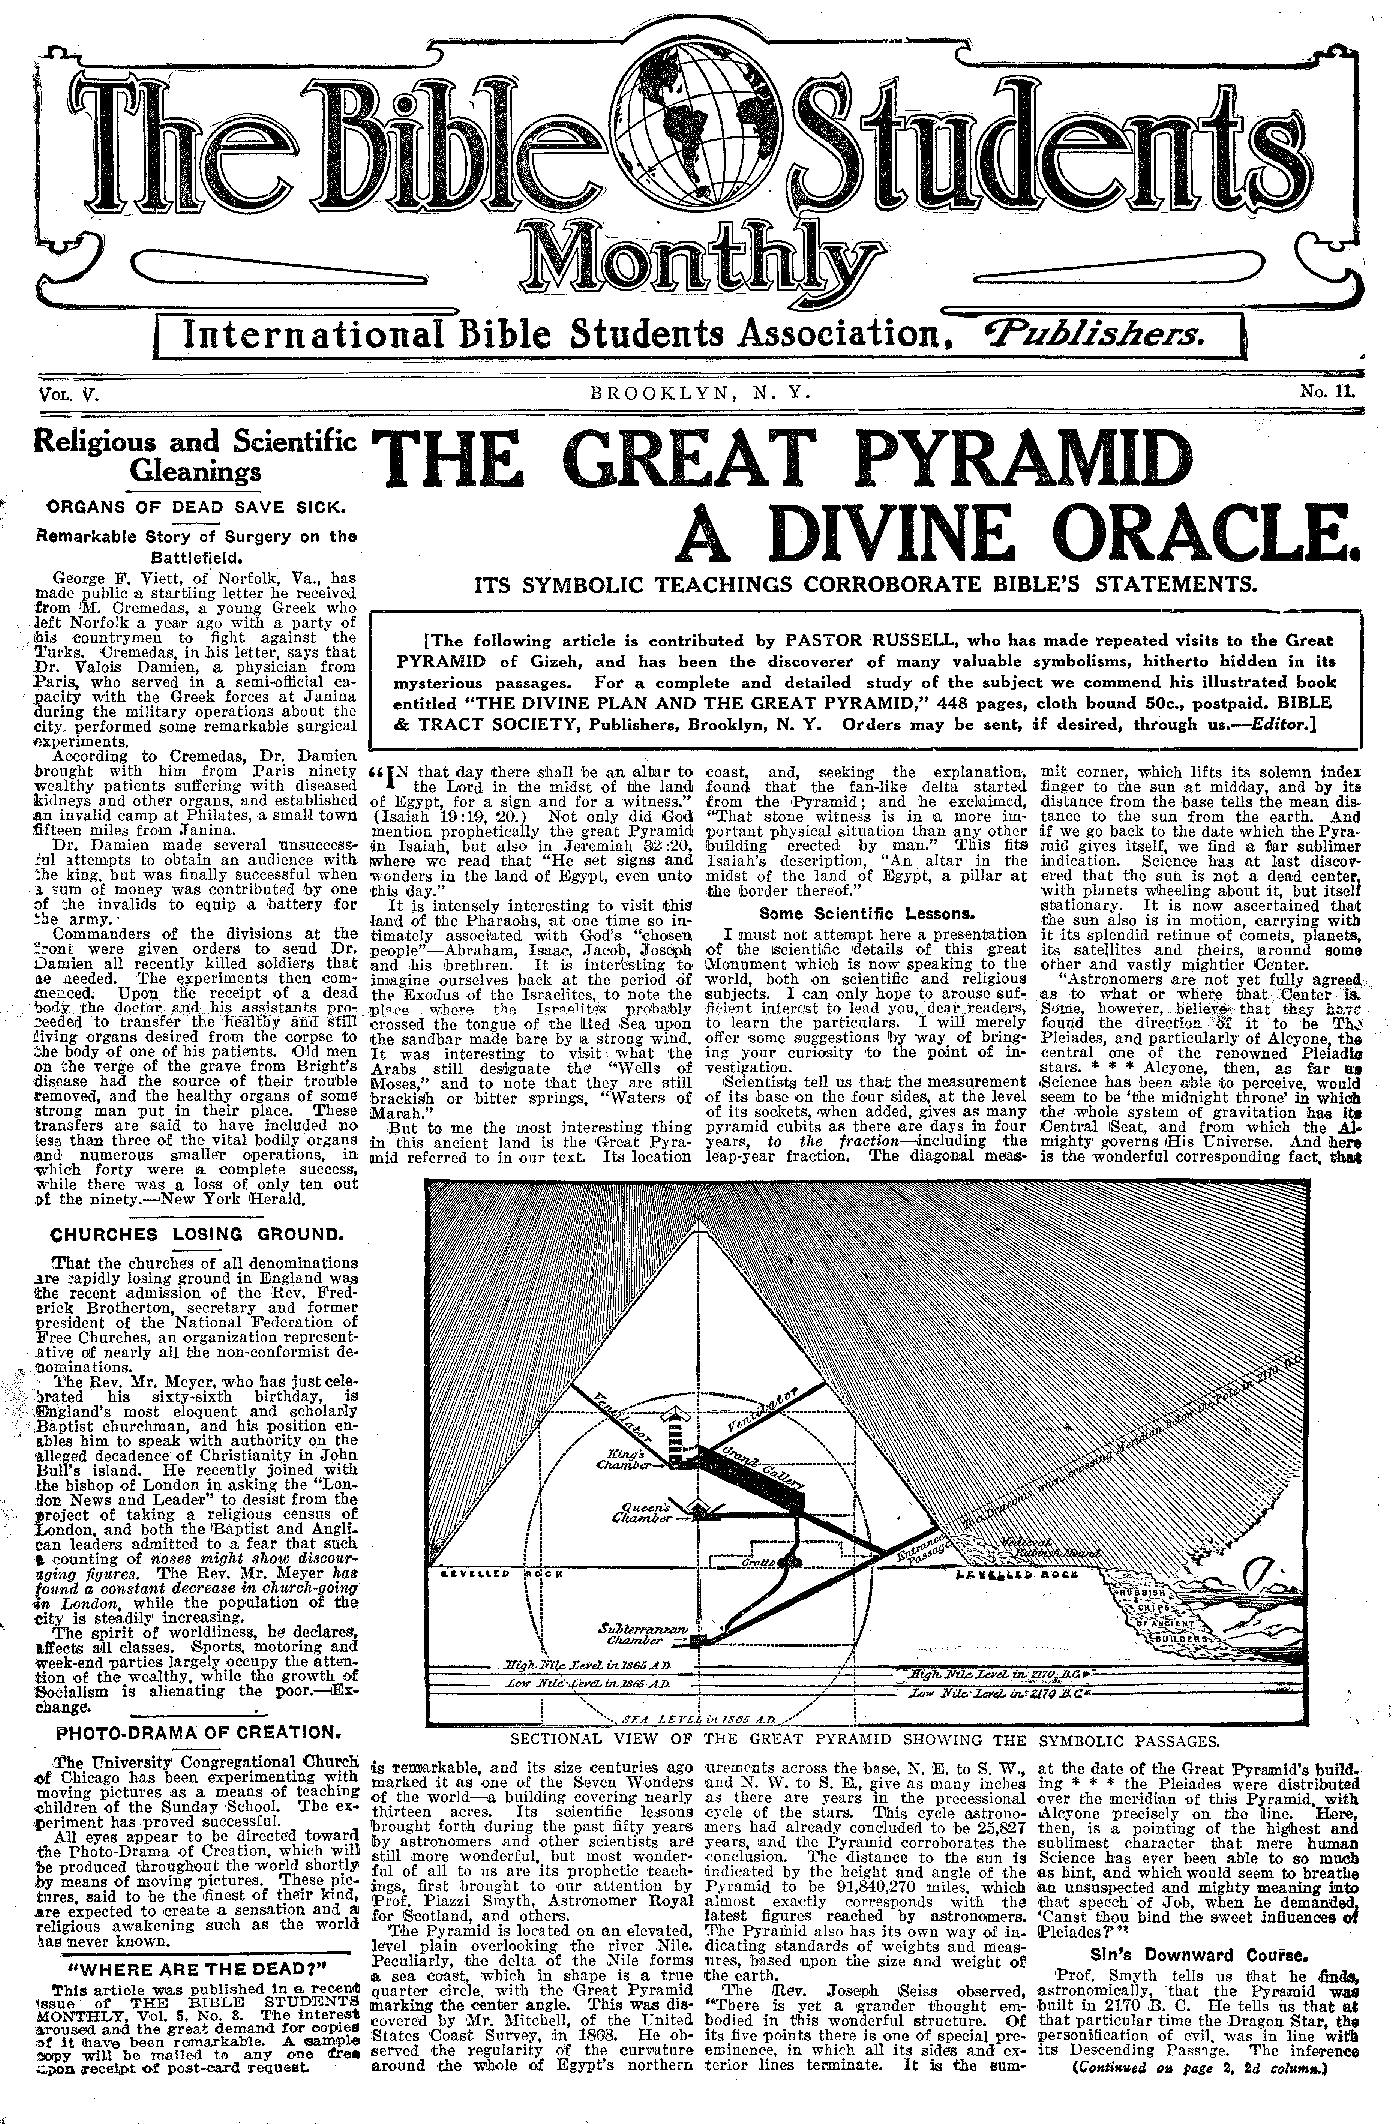 The Bible Students
Monthly
International Bible Students Association, Publishers.
VOL. V.
BROOKLYN, N. Y.
No. 11.
Religious and Scientific
Gleanings
ORGANS OF DEAD SAVE SICK.
Remarkable Story of Surgery on the
Battlefield.
George F. Viett, of Norfolk, Va., has
made public a startling letter he received
from M. Cremedas, a young Greek who
left Norfolk a year ago with a party of
his countrymen to fight against the
Turks. Cremedas, in his letter, says that
Dr. Valois Damien, a physician from
Paris, who served in a semi-official ca-
pacity with the Greek forces at Janina
during the military operations about the
city, performed some remarkable surgical
experiments.
According to Cremedas, Dr. Damien
brought with him from Paris ninety
wealthy patients suffering with diseased
kidneys and other organs, and established
an invalid camp at Philates, a small town
fifteen miles from Janina.
Dr. Damien made several unsuccess-
ful attempts to obtain an audience with
the king, but was finally successful when
a sum of money was contributed by one
of the invalids to equip a battery for
the army.
Commanders of the divisions at the
front were given orders to send Dr.
Damien all recently killed soldiers that
he needed. The experiments then com-
menced. Upon the receipt of a dead
body the doctor and his assistants pro-
ceeded to transfer the healthy and still
living organs desired from the corpse to
the body of one of his patients. Old men
on the verge of the grave from Bright's
disease had the source of their trouble
removed, and the healthy organs of some
strong man put in their place. These
transfers are said to have included no
less than three of the vital bodily organs
and numerous smaller operations, in
which forty were a complete success,
while there was a loss of only ten out
of the ninety.—New York Herald.
CHURCHES LOSING GROUND.
That the churches of all denominations
are rapidly losing ground in England was
the recent admission of the Rev. Fred-
erick Brotherton, secretary and former
president of the National Federation of
Free Churches, an organization represent-
ative of nearly all the non-conformist de-
nominations.
The Rev. Mr. Meyer, who has just cele-
brated his sixty-sixth birthday, is
England's most eloquent and scholarly
Baptist churchman, and his position en-
ables him to speak with authority on the
alleged decadence of Christianity in John
Bull's island. He recently joined with
the bishop of London in asking the "Lon-
don News and Leader" to desist from the
project of taking a religious census of
London, and both the Baptist and Angli-
can leaders admitted to a fear that such
a counting of noses might show discour-
aging figures. The Rev. Mr. Meyer has
found a constant decrease in church-going
in London, while the population of the
city is steadily increasing.
The spirit of worldliness, he declares,
affects all classes. Sports, motoring and
week-end parties largely occupy the atten-
tion of the wealthy, while the growth of
Socialism is alienating the poor.—Ex-
change.
PHOTO-DRAMA OF CREATION.
The University Congregational Church
of Chicago has been experimenting with
moving pictures as a means of teaching
children of the Sunday School. The ex-
periment has proved successful.
All eyes appear to be directed toward
the Photo-Drama of Creation, which will
be produced throughout the world shortly
by means of moving pictures. These pic-
tures, said to be the finest of their kind,
are expected to create a sensation and a
religious awakening such as the world
has never known.
"WHERE ARE THE DEAD?"
This article was published in a recent
issue of THE BIBLE STUDENTS
MONTHLY, Vol. 5, No. 3. The interest
aroused and the great demand for copies
of it have been remarkable. A sample
copy will be mailed to any one free
upon receipt of post-card request.
THE GREAT PYRAMID
A DIVINE ORACLE.
ITS SYMBOLIC TEACHINGS CORROBORATE BIBLE'S STATEMENTS.
[The following article is contributed by PASTOR RUSSELL, who has made repeated visits to the Great
PYRAMID of Gizeh, and has been the discoverer of many valuable symbolisms, hitherto hidden in its
mysterious passages. For a complete and detailed study of the subject we commend his illustrated book
entitled "THE DIVINE PLAN AND THE GREAT PYRAMID," 448 pages, cloth bound 50c., postpaid. BIBLE
& TRACT SOCIETY, Publishers, Brooklyn, N. Y. Orders may be sent, if desired, through us.—Editor.]
"IN that day there shall be an altar to
the Lord in the midst of the land
of Egypt, for a sign and for a witness."
(Isaiah 19:19, 20.) Not only did God
mention prophetically the great Pyramid
in Isaiah, but also in Jeremiah 32:20,
where we read that "He set signs and
wonders in the land of Egypt, even unto
this day."
It is intensely interesting to visit this
land of the Pharaohs, at one time so in-
timately associated with God's "chosen
people"—Abraham, Isaac, Jacob, Joseph
and his brethren. It is interesting to
imagine ourselves back at the period of
the Exodus of the Israelites, to note the
place where the Israelites probably
crossed the tongue of the Red Sea upon
the sandbar made bare by a strong wind.
It was interesting to visit what the
Arabs still designate the "Wells of
Moses," and to note that they are still
brackish or bitter springs, "Waters of
Marah."
But to me the most interesting thing
in this ancient land is the Great Pyra-
mid referred to in our text. Its location
is remarkable, and its size centuries ago
marked it as one of the Seven Wonders
of the world—a building covering nearly
thirteen acres. Its scientific lessons
brought forth during the past fifty years
by astronomers and other scientists are
still more wonderful, but most wonder-
ful of all to us are its prophetic teach-
ings, first brought to our attention by
Prof. Piazzi Smyth, Astronomer Royal
for Scotland, and others.
The Pyramid is located on an elevated,
level plain overlooking the river Nile.
Peculiarly, the delta of the Nile forms
a sea coast, which in shape is a true
quarter circle, with the Great Pyramid
marking the center angle. This was dis-
covered by Mr. Mitchell, of the United
States Coast Survey, in 1868. He ob-
served the regularity of the curvature
around the whole of Egypt's northern
coast, and, seeking the explanation,
found that the fan-like delta started
from the Pyramid; and he exclaimed,
"That stone witness is in a more im-
portant physical situation than any other
building erected by man." This fits
Isaiah's description, "An altar in the
midst of the land of Egypt, a pillar at
the border thereof."
Some Scientific Lessons.
I must not attempt here a presentation
of the scientific details of this great
Monument which is now speaking to the
world, both on scientific and religious
subjects. I can only hope to arouse suf-
ficient interest to lead you, dear readers,
to learn the particulars. I will merely
offer some suggestions by way of bring-
ing your curiosity to the point of in-
vestigation.
Scientists tell us that the measurement
of its base on the four sides, at the level
of its sockets, when added, gives as many
pyramid cubits as there are days in four
years, to the fraction—including the
leap-year fraction. The diagonal meas-
urements across the base, N. E. to S. W.,
and N. W. to S. E., give as many inches
as there are years in the precessional
cycle of the stars. This cycle astrono-
mers had already concluded to be 25,827
years, and the Pyramid corroborates the
conclusion. The distance to the sun is
indicated by the height and angle of the
Pyramid to be 91,840,270 miles, which
almost exactly corresponds with the
latest figures reached by astronomers.
The Pyramid also has its own way of in-
dicating standards of weights and meas-
ures, based upon the size and weight of
the earth.
The Rev. Joseph Seiss observed,
"There is yet a grander thought em-
bodied in this wonderful structure. Of
its five points there is one of special pre-
eminence, in which all its sides and ex-
terior lines terminate. It is the sum-
mit corner, which lifts its solemn index
finger to the sun at midday, and by its
distance from the base tells the mean dis-
tance to the sun from the earth. And
if we go back to the date which the Pyra-
mid gives itself, we find a far sublimer
indication. Science has at last discov-
ered that the sun is not a dead center,
with planets wheeling about it, but itself
stationary. It is now ascertained that
the sun also is in motion, carrying with
it its splendid retinue of comets, planets,
its satellites and theirs, around some
other and vastly mightier Center.
"Astronomers are not yet fully agreed
as to what or where that Center is.
Some, however, believe that they have
found the direction of it to be The
Pleiades, and particularly of Alcyone, the
central one of the renowned Pleiadic
stars. * * * Alcyone, then, as far as
Science has been able to perceive, would
seem to be 'the midnight throne' in which
the whole system of gravitation has its
Central Seat, and from which the Al-
mighty governs His Universe. And here
is the wonderful corresponding fact, that
at the date of the Great Pyramid's build-
ing * * * the Pleiades were distributed
over the meridian of this Pyramid, with
Alcyone precisely on the line. Here,
then, is a pointing of the highest and
sublimest character that mere human
Science has ever been able to so much
as hint, and which would seem to breathe
an unsuspected and mighty meaning into
that speech of Job, when he demanded,
'Canst thou bind the sweet influences of
Pleiades?'"
Sin's Downward Course.
Prof. Smyth tells us that he finds,
astronomically, that the Pyramid was
built in 2170 B. C. He tells us that at
that particular time the Dragon Star, the
personification of evil, was in line with
its Descending Passage. The inference
(Continued on page 2, 2d column.)
Ventilator
Ventilator
King's
Chamber
Grand Gallery
Queen's
Chamber
Grotto
Entrance
Passage
LEVELLED ROCK
LEVELLED ROCK
RUBBISH
CHIPS
OF ANCIENT
BUILDERS
Subterranean
Chamber
High Nile Level in 1865 A.D.
Low Nile Level in 1865 A.D.
High Nile Level in 2170 B.C.
Low Nile Level in 2170 B.C.
SEA LEVEL in 1865 A.D.
SECTIONAL VIEW OF THE GREAT PYRAMID SHOWING THE SYMBOLIC PASSAGES.